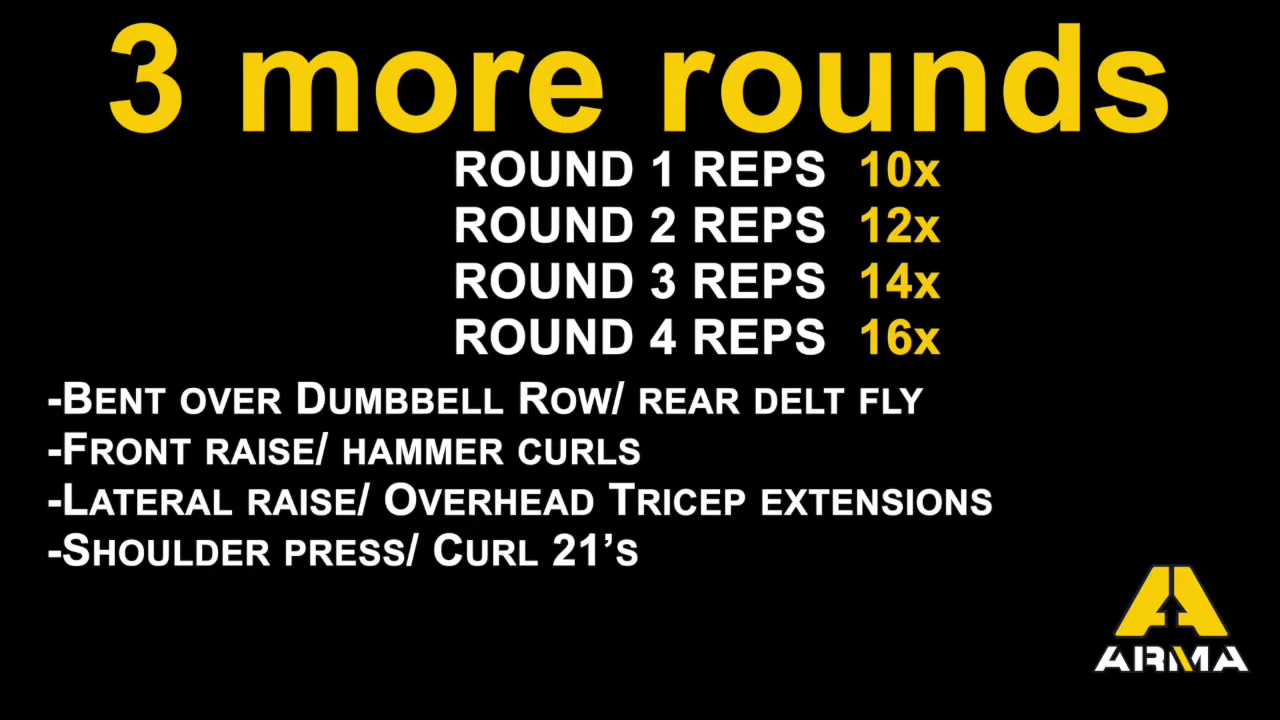 3 more rounds
ROUND 1 REPS 10x
ROUND 2 REPS 12x
ROUND 3 REPS 14x
ROUND 4 REPS 16x
-Bent over Dumbbell Row/ rear delt fly
-Front raise/ hammer curls
-Lateral raise/ Overhead Tricep extensions
-Shoulder press/ Curl 21’s
ARMA